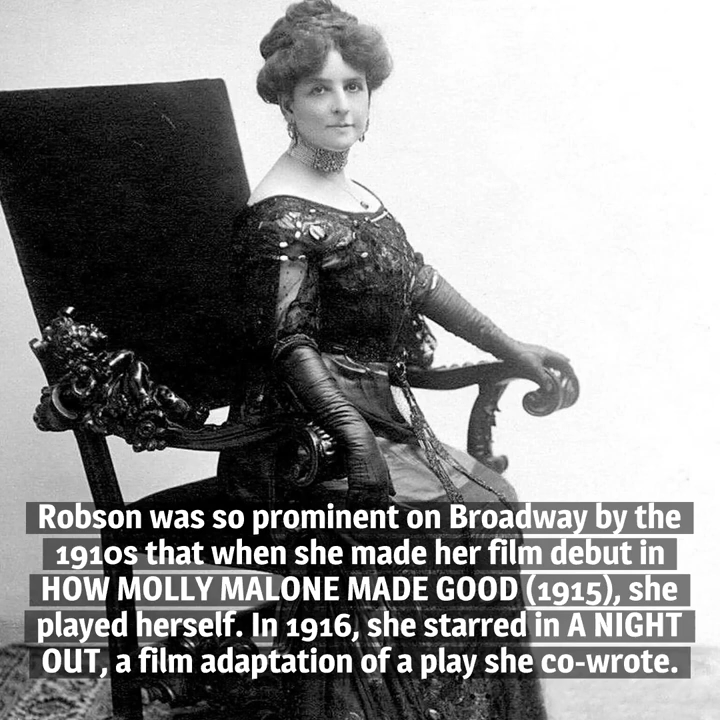 Robson was so prominent on Broadway by the
1910s that when she made her film debut in
HOW MOLLY MALONE MADE GOOD (1915), she
played herself. In 1916, she starred in A NIGHT
OUT, a film adaptation of a play she co-wrote.